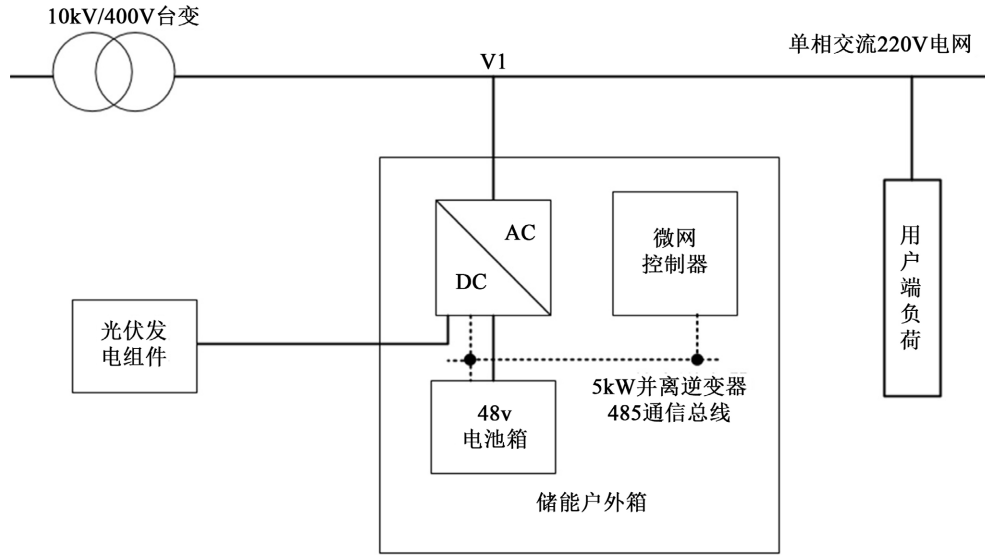 10kV/400V台变
单相交流220V电网
V1
AC
DC
微网
控制器
用户端负荷
光伏发
电组件
5kW并离逆变器
485通信总线
48v
电池箱
储能户外箱